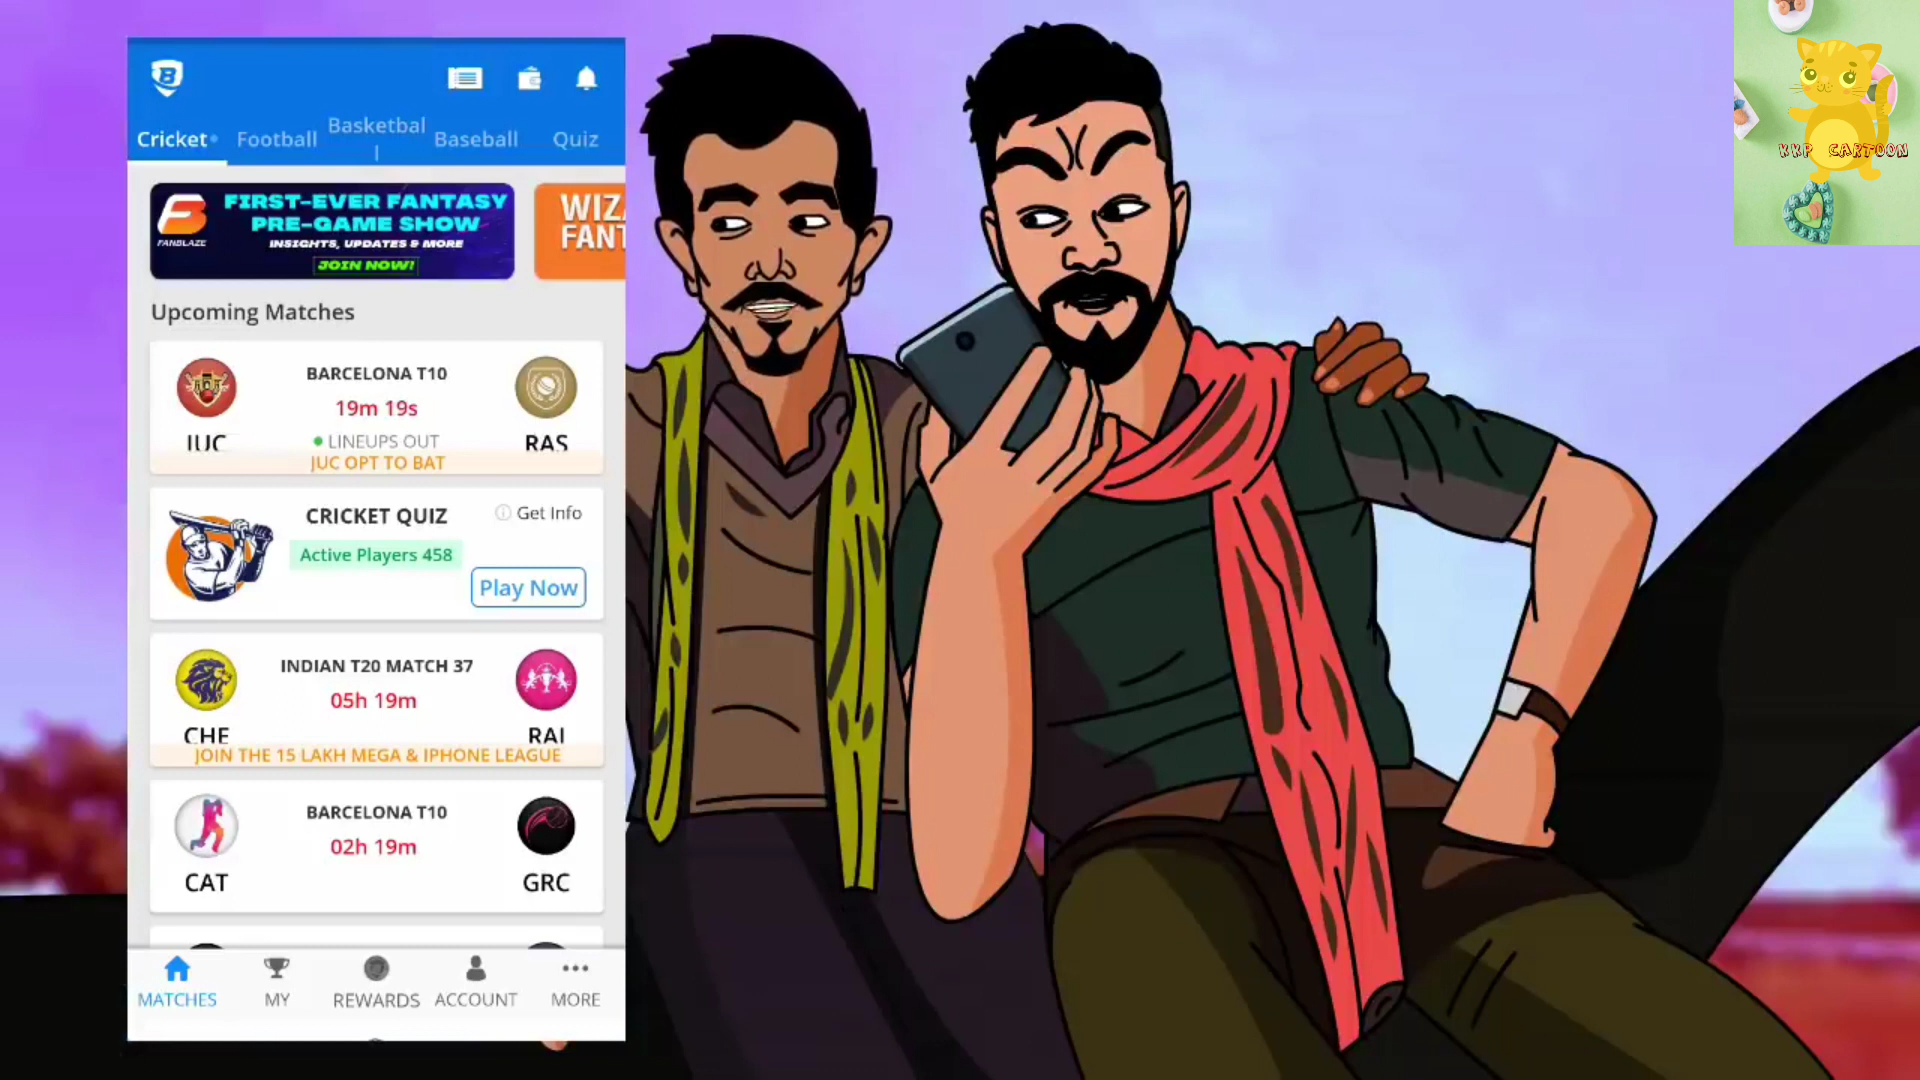 B
Cricket
Football
Basketbal
l
Baseball
Quiz
FANBLAZE
FIRST-EVER FANTASY
PRE-GAME SHOW
INSIGHTS, UPDATES & MORE
JOIN NOW!
WIZ
FANT
Upcoming Matches
BARCELONA T10
19m 19s
LINEUPS OUT
JUC
RAS
JUC OPT TO BAT
CRICKET QUIZ
Get Info
Active Players 458
Play Now
INDIAN T20 MATCH 37
05h 19m
CHE
RAJ
JOIN THE 15 LAKH MEGA & IPHONE LEAGUE
BARCELONA T10
02h 19m
CAT
GRC
MATCHES
MY
REWARDS
ACCOUNT
MORE
KKP CARTOON